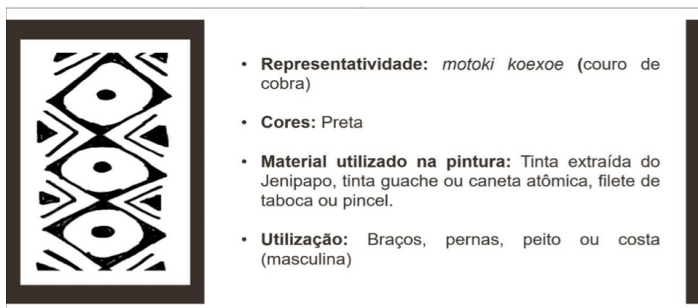 • Representatividade: motoki koexoe (couro de
cobra)
• Cores: Preta
• Material utilizado na pintura: Tinta extraída do
Jenipapo, tinta guache ou caneta atômica, filete de
taboca ou pincel.
• Utilização: Braços, pernas, peito ou costa
(masculina)